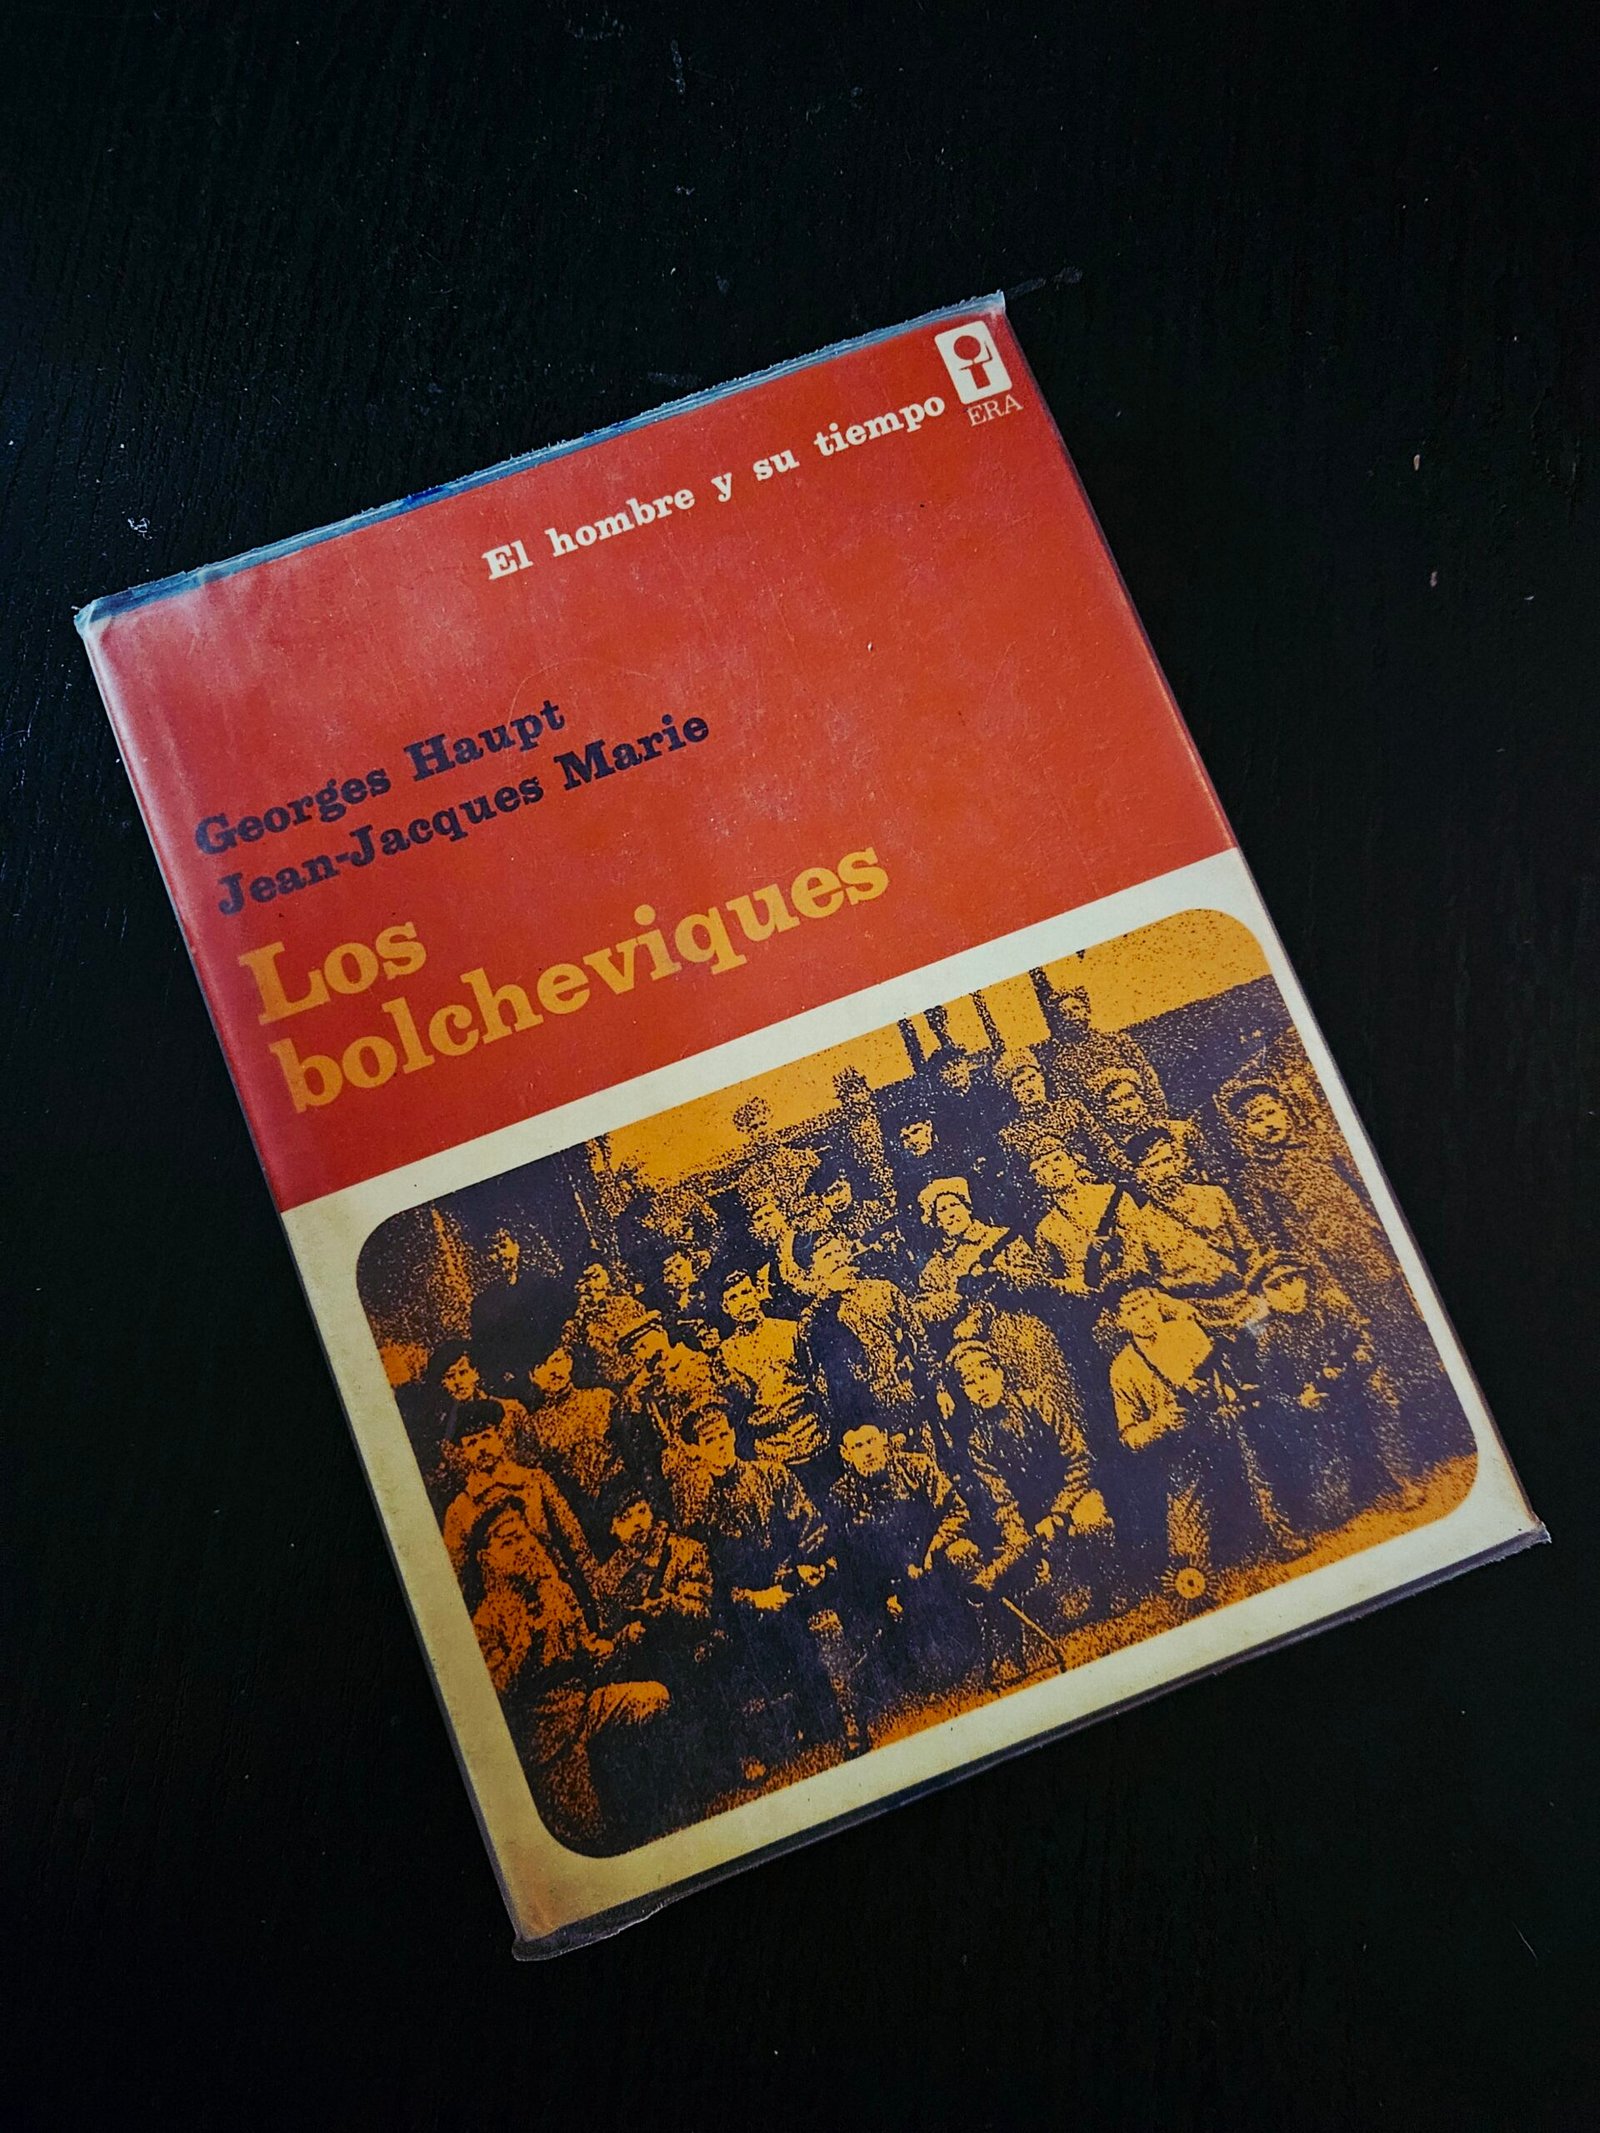 ERA
El hombre y su tiempo
Georges Haupt
Jean-Jacques Marie
Los
bolcheviques